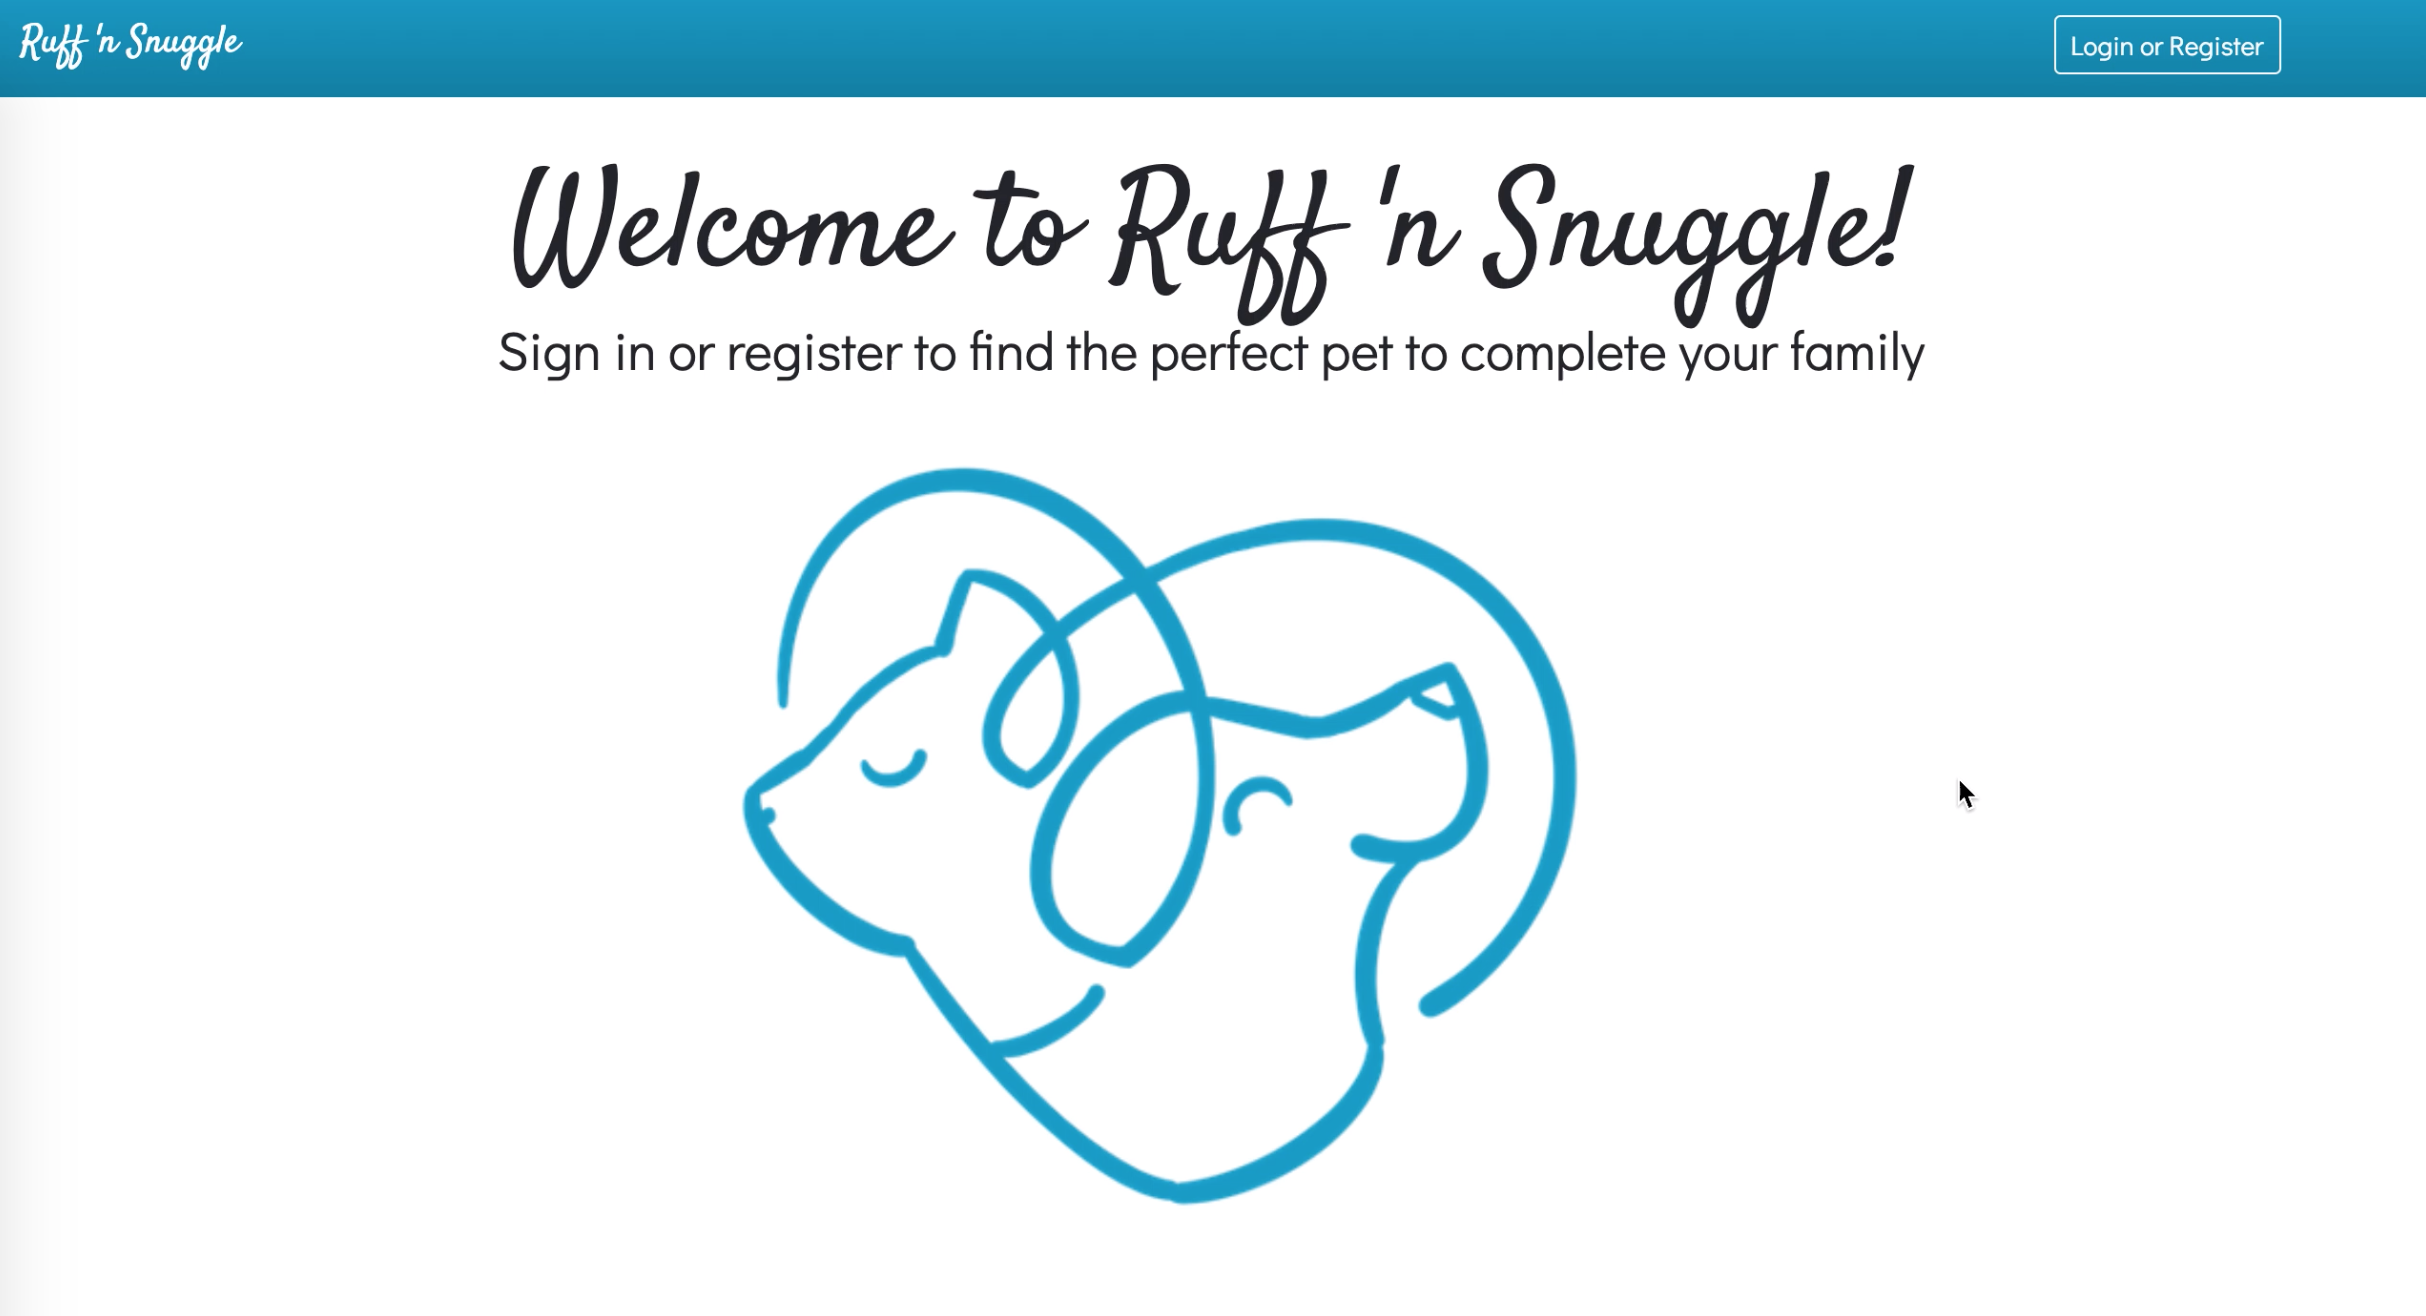 Ruff 'n Snuggle
Login or Register
Welcome to Ruff 'n Snuggle!
Sign in or register to find the perfect pet to complete your family